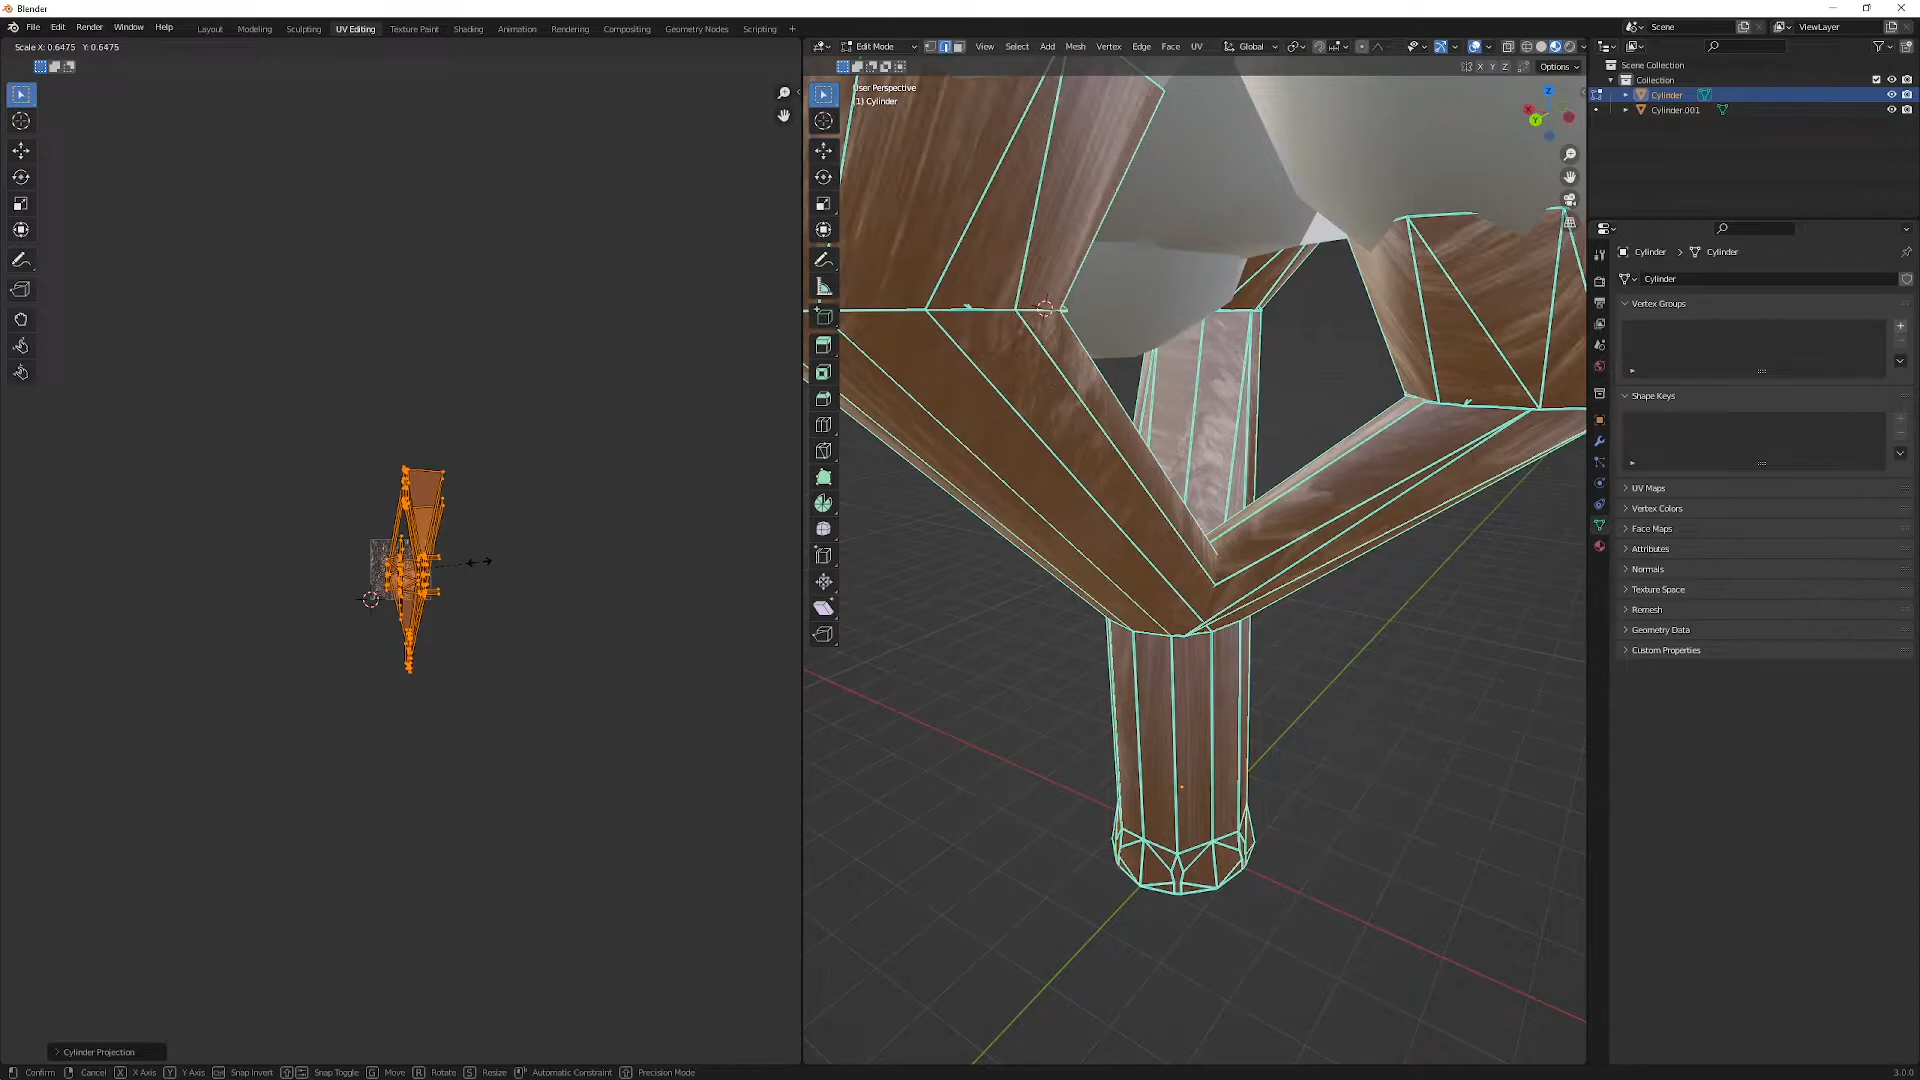 Blender
File Edit Render Window Help
Layout Modeling Sculpting UV Editing Texture Paint Shading Animation Rendering Compositing Geometry Nodes Scripting +
Scene
ViewLayer
Scale X: 0.6475 Y: 0.6475
Edit Mode View Select Add Mesh Vertex Edge Face UV Global
X Y Z Options
User Perspective
(1) Cylinder
Z
Y
Scene Collection
Collection
Cylinder
Cylinder.001
Cylinder > Cylinder
Cylinder
Vertex Groups
Shape Keys
UV Maps
Vertex Colors
Face Maps
Attributes
Normals
Texture Space
Remesh
Geometry Data
Custom Properties
Cylinder Projection
Confirm Cancel X X Axis Y Y Axis Ctrl Snap Invert Snap Toggle G Move R Rotate S Resize Automatic Constraint Precision Mode
3.0.0